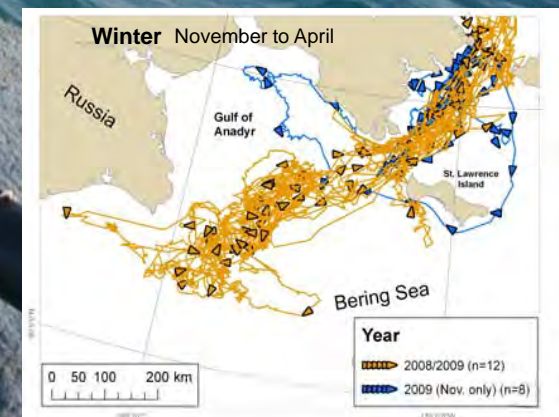 Winter November to April
Russia
Gulf of
Anadyr
St. Lawrence
Island
Bering Sea
Year
2008/2009 (n=12)
2009 (Nov. only) (n=8)
0 50 100 200 km